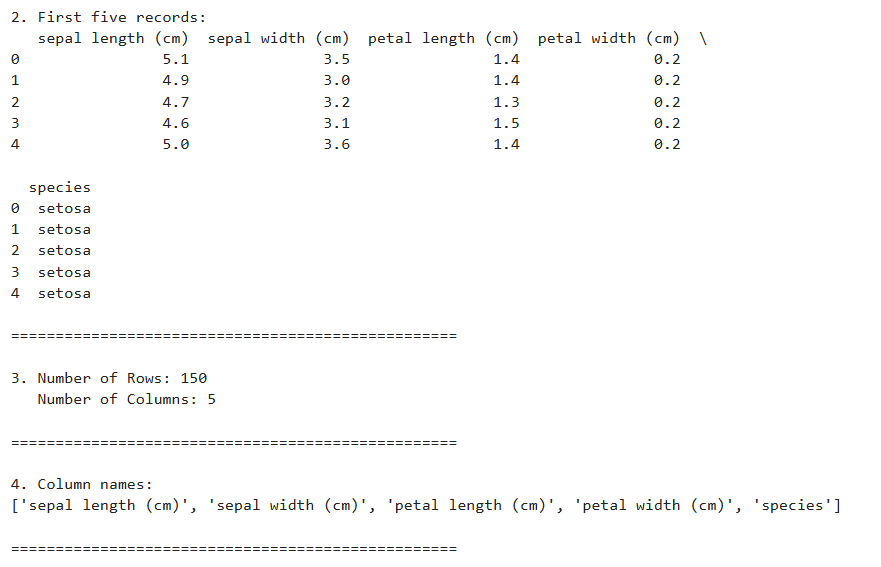 2. First five records:
   sepal length (cm)  sepal width (cm)  petal length (cm)  petal width (cm)  \
0                5.1               3.5                1.4               0.2
1                4.9               3.0                1.4               0.2
2                4.7               3.2                1.3               0.2
3                4.6               3.1                1.5               0.2
4                5.0               3.6                1.4               0.2
  species
0  setosa
1  setosa
2  setosa
3  setosa
4  setosa
==================================================
3. Number of Rows: 150
   Number of Columns: 5
==================================================
4. Column names:
['sepal length (cm)', 'sepal width (cm)', 'petal length (cm)', 'petal width (cm)', 'species']
==================================================